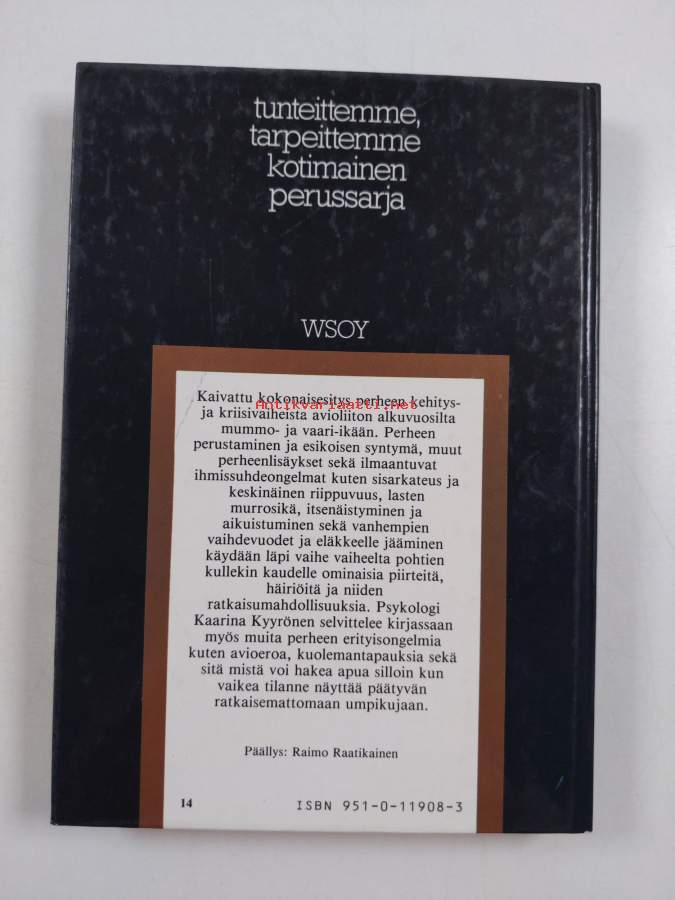 tunteittemme,
tarpeittemme
kotimainen
perussarja
WSOY
Kaivattu kokonaisesitys perheen kehitys-
Antikvariaatti.net
ja kriisivaiheista avioliiton alkuvuosilta
mummo- ja vaari-ikään. Perheen
perustaminen ja esikoisen syntymä, muut
perheenlisäykset sekä ilmaantuvat
ihmissuhdeongelmat kuten sisarkateus ja
keskinäinen riippuvuus, lasten
murrosikä, itsenäistyminen ja
aikuistuminen sekä vanhempien
vaihdevuodet ja eläkkeelle jääminen
käydään läpi vaihe vaiheelta pohtien
kullekin kaudelle ominaisia piirteitä,
häiriöitä ja niiden
ratkaisumahdollisuuksia. Psykologi
Kaarina Kyyrönen selvittelee kirjassaan
myös muita perheen erityisongelmia
kuten avioeroa, kuolemantapauksia sekä
sitä mistä voi hakea apua silloin kun
vaikea tilanne näyttää päätyvän
ratkaisemattomaan umpikujaan.
Päällys: Raimo Raatikainen
14
ISBN 951-0-11908-3